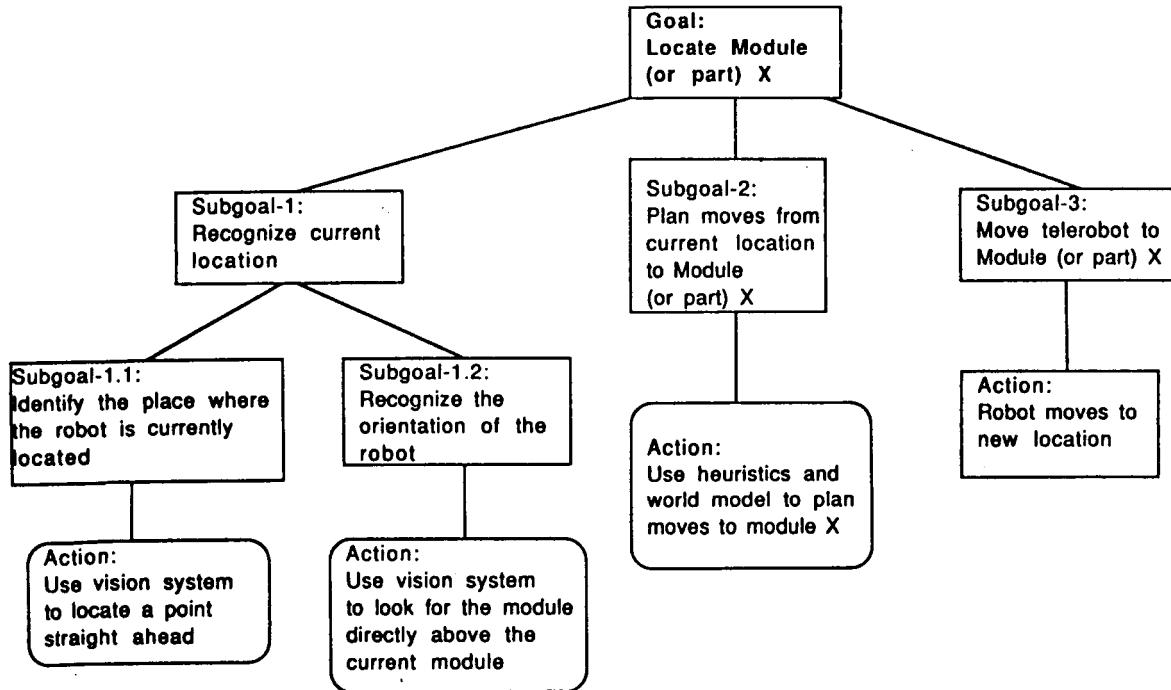 Goal:
Locate Module
(or part) X
Subgoal-1:
Recognize current
location
Subgoal-2:
Plan moves from
current location
to Module
(or part) X
Subgoal-3:
Move telerobot to
Module (or part) X
Subgoal-1.1:
Identify the place where
the robot is currently
located
Subgoal-1.2:
Recognize the
orientation of the
robot
Action:
Use heuristics and
world model to plan
moves to module X
Action:
Robot moves to
new location
Action:
Use vision system
to locate a point
straight ahead
Action:
Use vision system
to look for the module
directly above the
current module